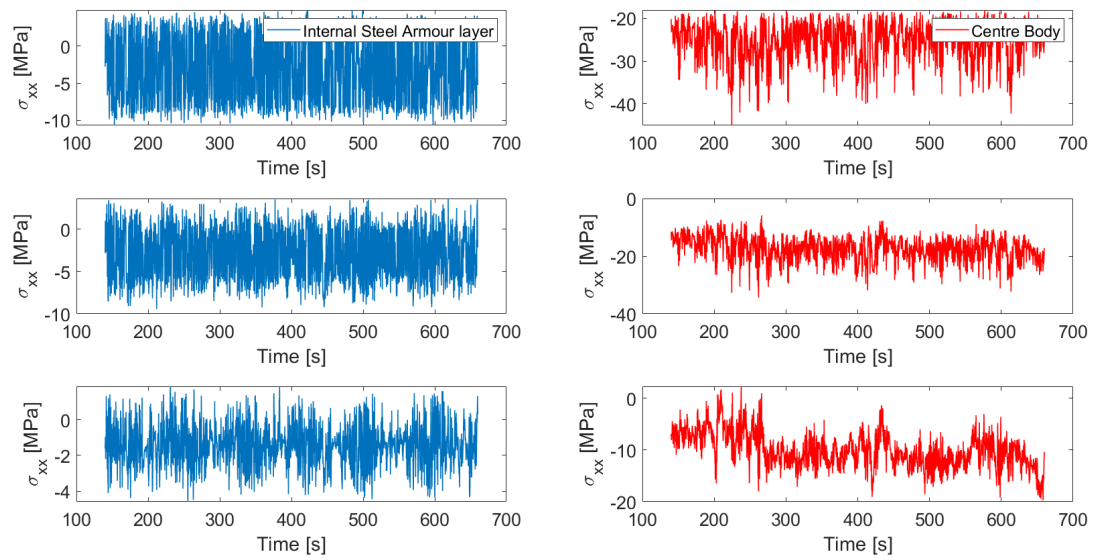 0
-5
-10
σxx [MPa]
Internal Steel Armour layer
100 200 300 400 500 600 700
Time [s]
-20
-30
-40
σxx [MPa]
Centre Body
100 200 300 400 500 600 700
Time [s]
0
-5
-10
σxx [MPa]
100 200 300 400 500 600 700
Time [s]
0
-20
-40
σxx [MPa]
100 200 300 400 500 600 700
Time [s]
0
-2
-4
σxx [MPa]
100 200 300 400 500 600 700
Time [s]
0
-10
-20
σxx [MPa]
100 200 300 400 500 600 700
Time [s]